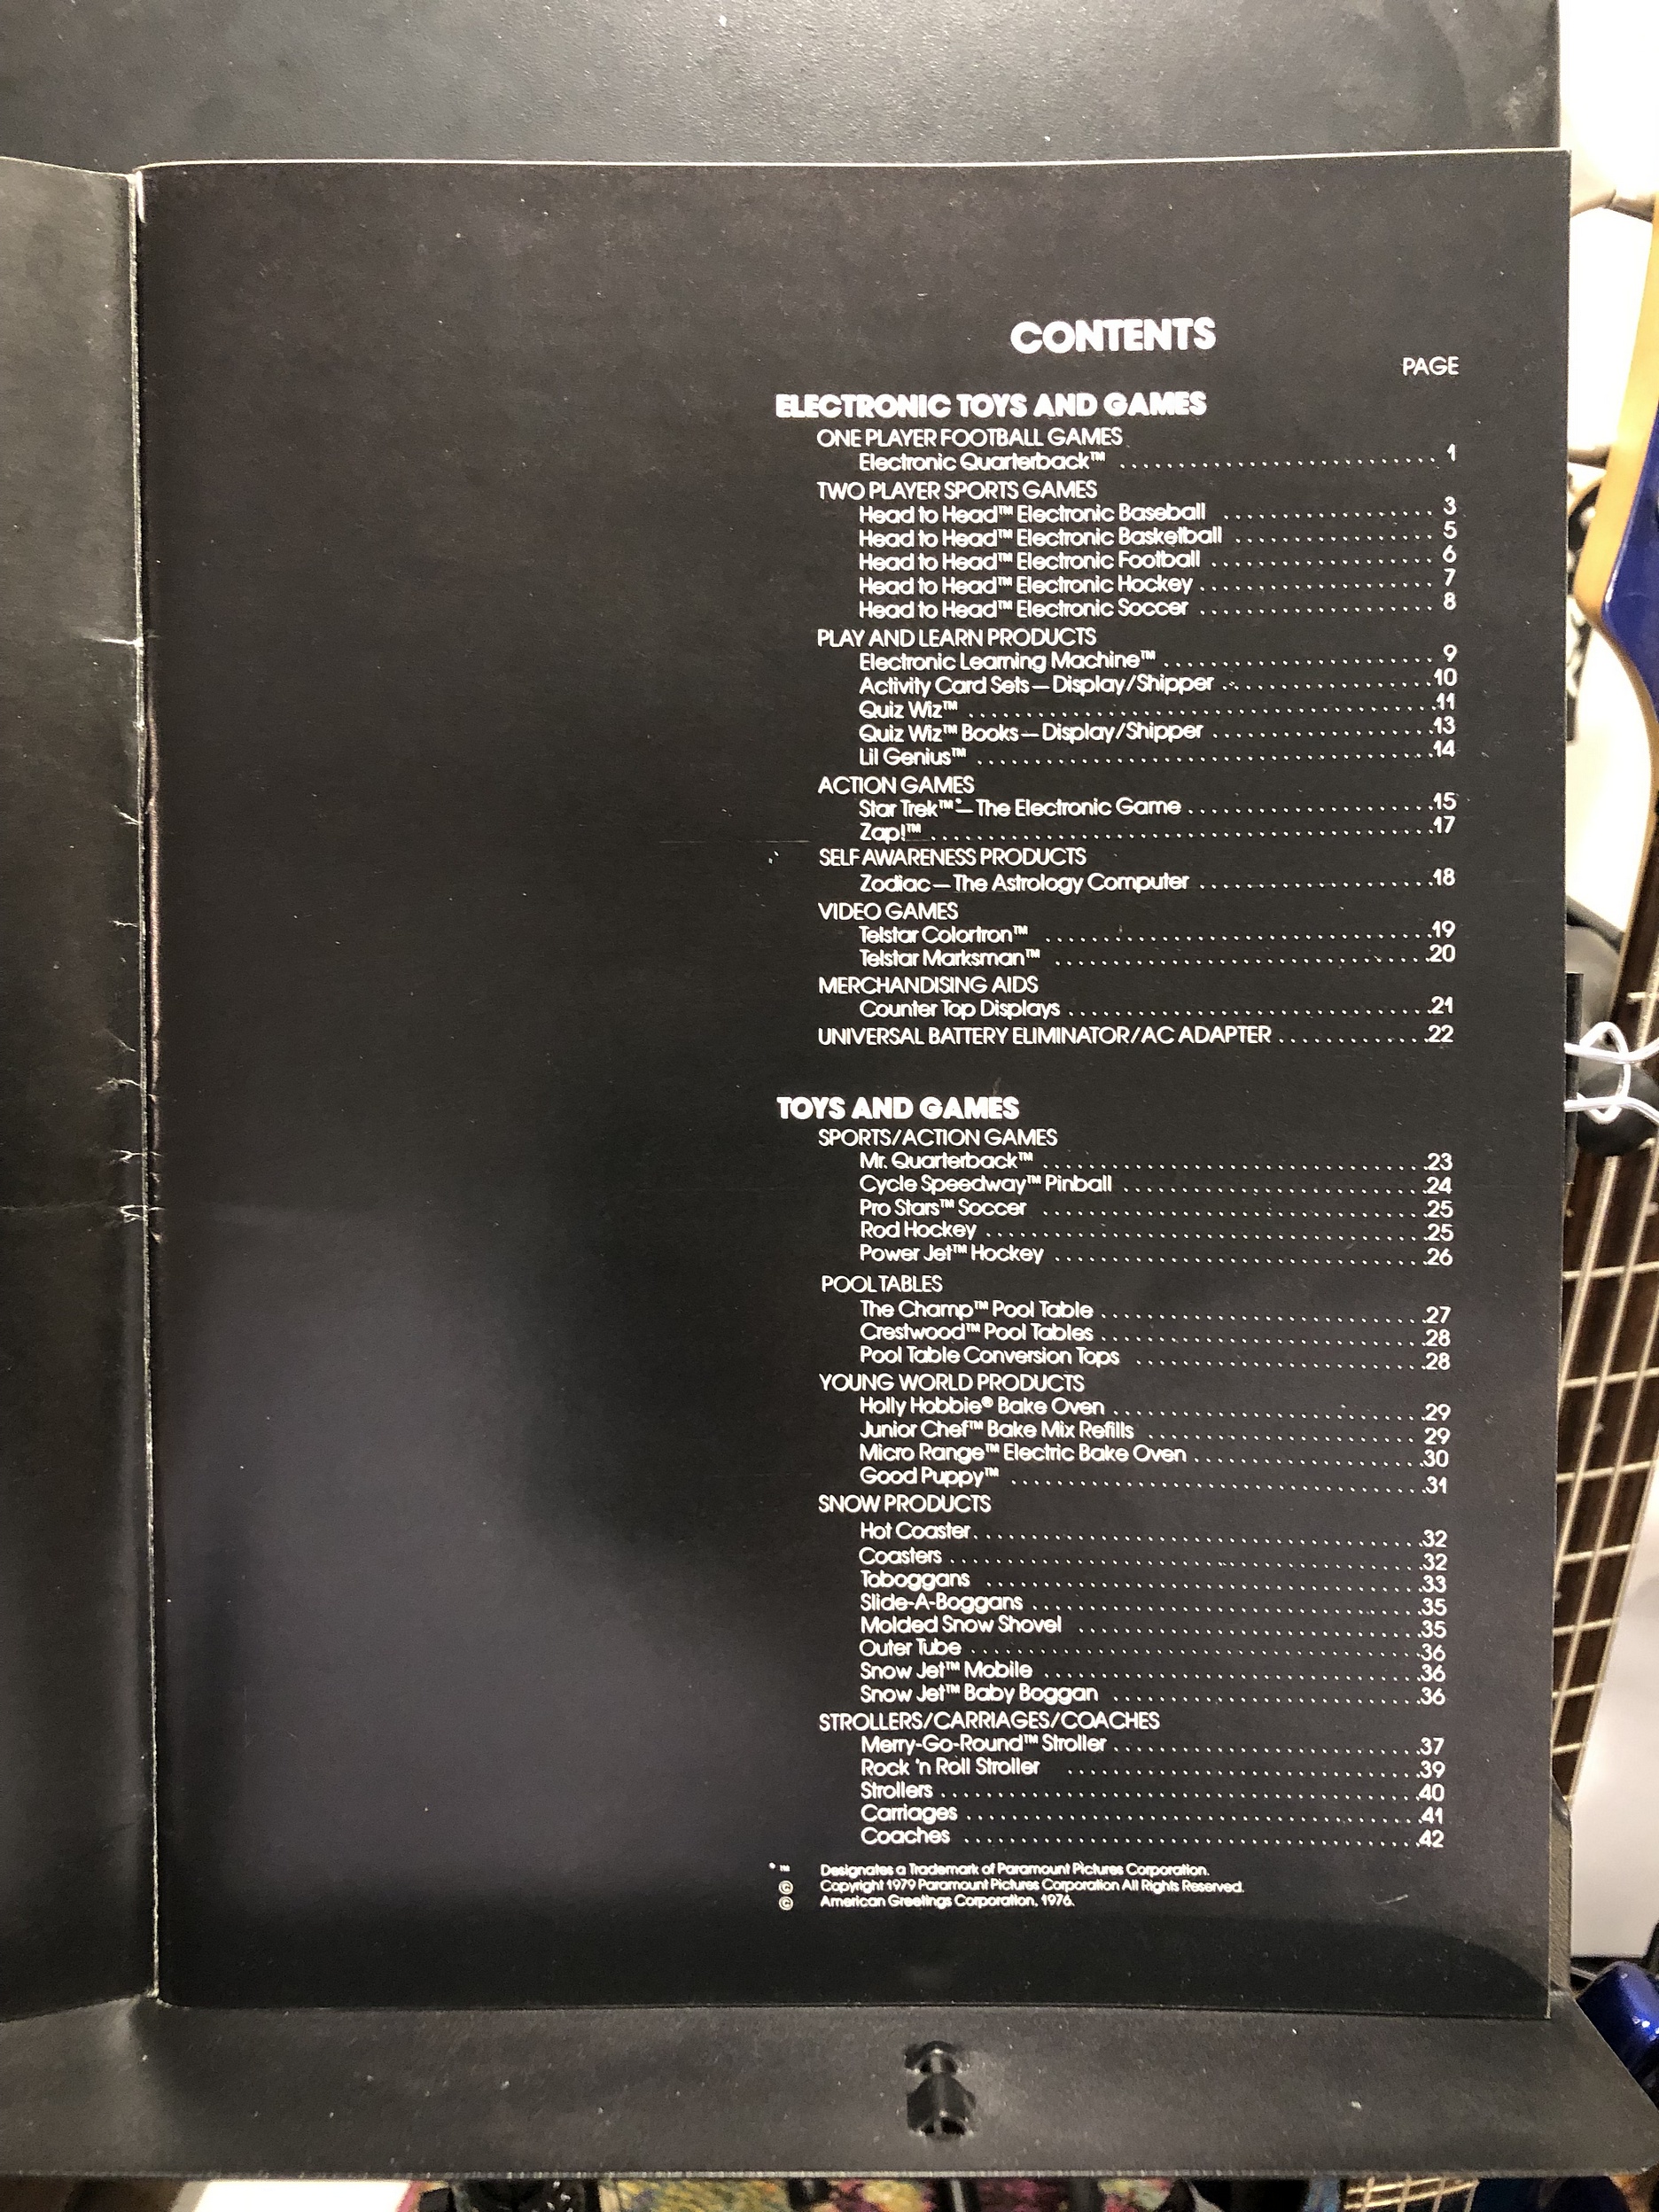 CONTENTS
PAGE
ELECTRONIC TOYS AND GAMES
ONE PLAYER FOOTBALL GAMES
Electronic Quarterback™ ........................ 1
TWO PLAYER SPORTS GAMES
Head to Head™ Electronic Baseball ........................ 3
Head to Head™ Electronic Basketball ........................ 5
Head to Head™ Electronic Football ........................ 6
Head to Head™ Electronic Hockey ........................ 7
Head to Head™ Electronic Soccer ........................ 8
PLAY AND LEARN PRODUCTS
Electronic Learning Machine™ ........................ 9
Activity Card Sets—Display/Shipper ........................ 10
Quiz Wiz™ ........................ 11
Quiz Wiz™ Books—Display/Shipper ........................ 13
Lil Genius™ ........................ 14
ACTION GAMES
Star Trek™*—The Electronic Game ........................ 15
Zap!™ ........................ 17
SELF AWARENESS PRODUCTS
Zodiac—The Astrology Computer ........................ 18
VIDEO GAMES
Telstar Colortron™ ........................ 19
Telstar Marksman™ ........................ 20
MERCHANDISING AIDS
Counter Top Displays ........................ 21
UNIVERSAL BATTERY ELIMINATOR/AC ADAPTER ............ 22
TOYS AND GAMES
SPORTS/ACTION GAMES
Mr. Quarterback™ ........................ 23
Cycle Speedway™ Pinball ........................ 24
Pro Stars™ Soccer ........................ 25
Rod Hockey ........................ 25
Power Jet™ Hockey ........................ 26
POOL TABLES
The Champ™ Pool Table ........................ 27
Crestwood™ Pool Tables ........................ 28
Pool Table Conversion Tops ........................ 28
YOUNG WORLD PRODUCTS
Holly Hobbie® Bake Oven ........................ 29
Junior Chef™ Bake Mix Refills ........................ 29
Micro Range™ Electric Bake Oven ........................ 30
Good Puppy™ ........................ 31
SNOW PRODUCTS
Hot Coaster ........................ 32
Coasters ........................ 32
Toboggans ........................ 33
Slide-A-Boggans ........................ 35
Molded Snow Shovel ........................ 35
Outer Tube ........................ 36
Snow Jet™ Mobile ........................ 36
Snow Jet™ Baby Boggan ........................ 36
STROLLERS/CARRIAGES/COACHES
Merry-Go-Round™ Stroller ........................ 37
Rock 'n Roll Stroller ........................ 39
Strollers ........................ 40
Carriages ........................ 41
Coaches ........................ 42
*™ Designates a Trademark of Paramount Pictures Corporation.
© Copyright 1979 Paramount Pictures Corporation All Rights Reserved.
© American Greetings Corporation, 1976.